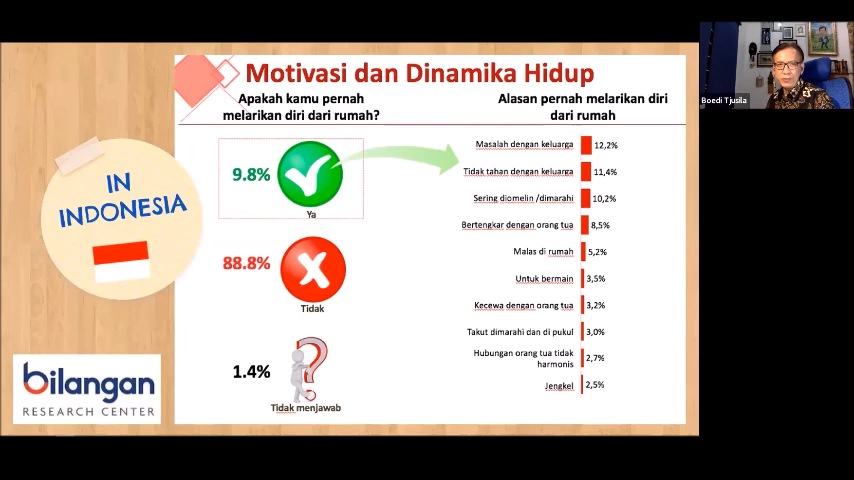 Motivasi dan Dinamika Hidup
Apakah kamu pernah
melarikan diri dari rumah?
Alasan pernah melarikan diri
dari rumah
9.8%
Ya
88.8%
Tidak
1.4%
Tidak menjawab
Masalah dengan keluarga 12,2%
Tidak tahan dengan keluarga 11,4%
Sering diomelin /dimarahi 10,2%
Bertengkar dengan orang tua 8,5%
Malas di rumah 5,2%
Untuk bermain 3,5%
Kecewa dengan orang tua 3,2%
Takut dimarahi dan di pukul 3,0%
Hubungan orang tua tidak
harmonis 2,7%
Jengkel 2,5%
IN
INDONESIA
bilangan
RESEARCH CENTER
Boedi Tjusila